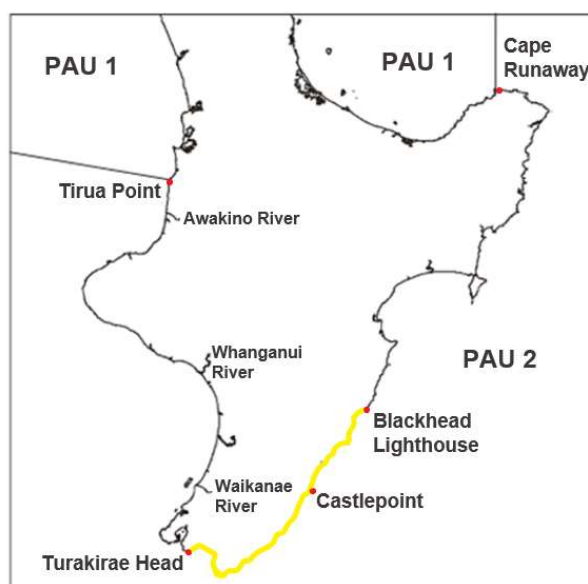 PAU 1
PAU 1
Cape
Runaway
Tirua Point
Awakino River
Whanganui
River
PAU 2
Blackhead
Lighthouse
Waikanae
River
Castlepoint
Turakirae Head